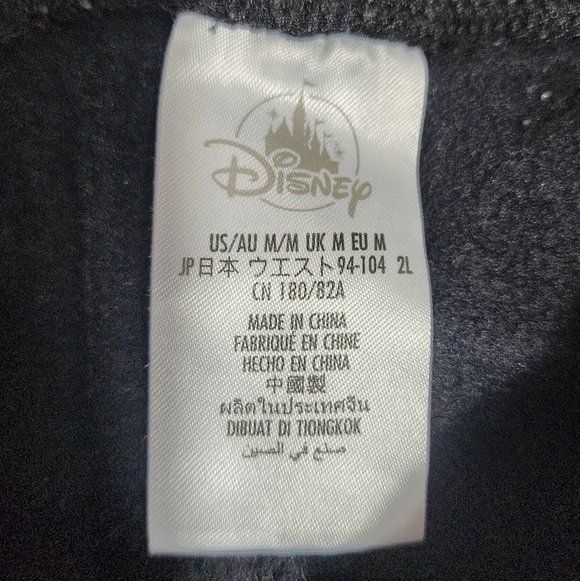 Disney
US/AU M/M UK M EU M
JP日本 ウエスト94-104 2L
CN 180/82A
MADE IN CHINA
FABRIQUÉ EN CHINE
HECHO EN CHINA
中國製
ผลิตในประเทศจีน
DIBUAT DI TIONGKOK
صنع في الصين